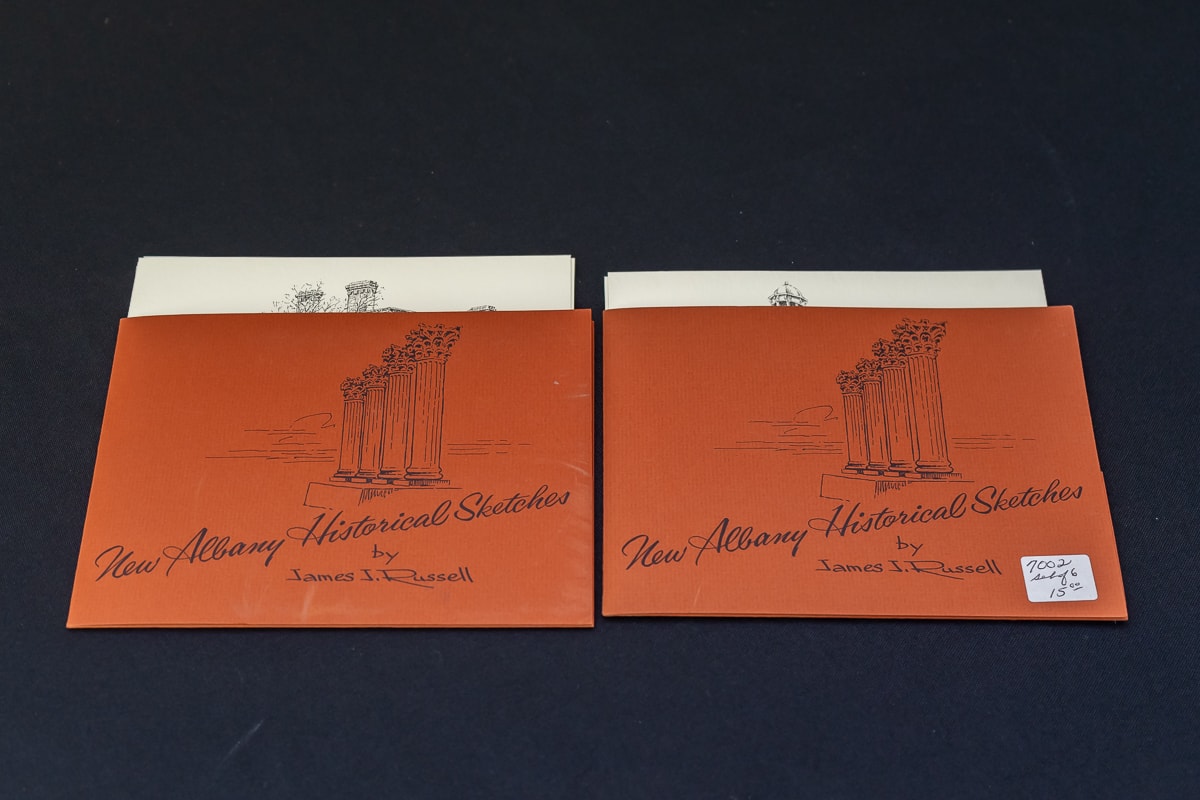 New Albany Historical Sketches
by
James J. Russell
New Albany Historical Sketches
by
James J. Russell
7002
set of 6
15 00